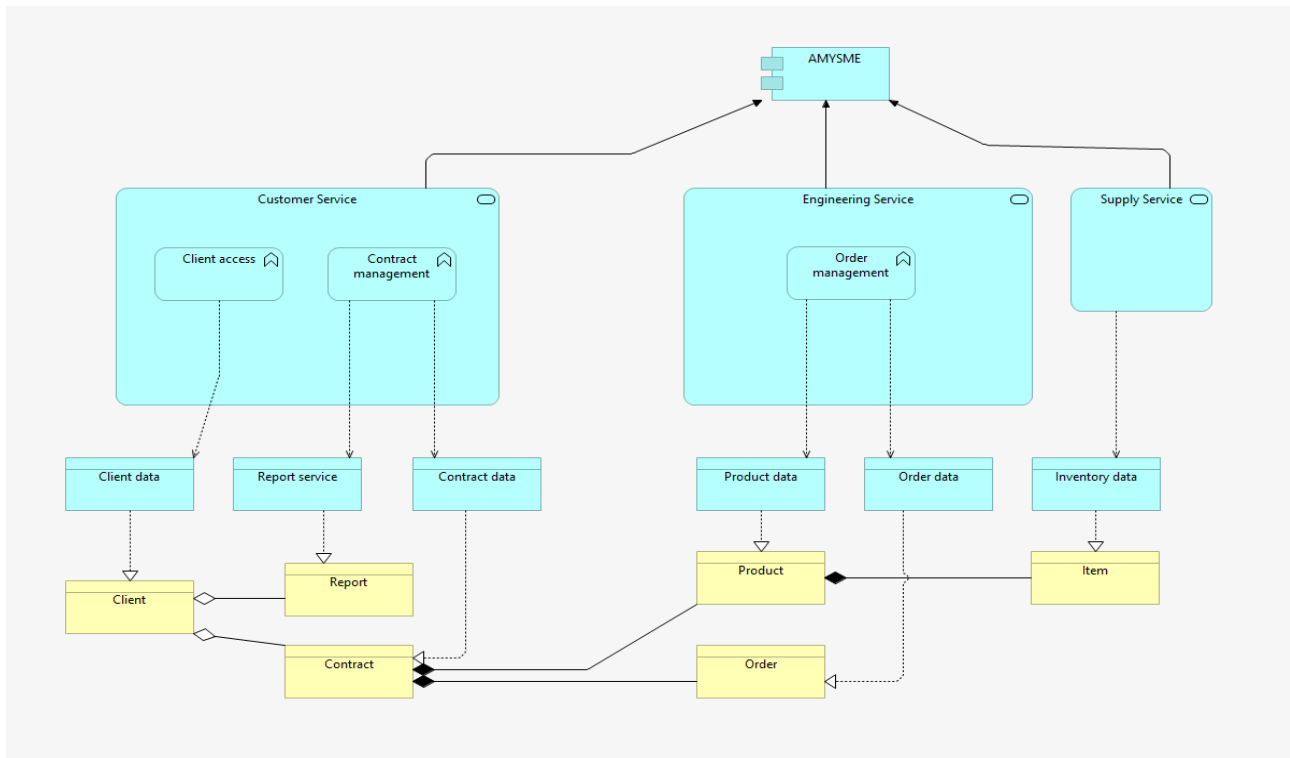 AMYSME
Customer Service
Engineering Service
Supply Service
Client access
Contract
management
Order
management
Client data
Report service
Contract data
Product data
Order data
Inventory data
Product
Item
Report
Client
Contract
Order